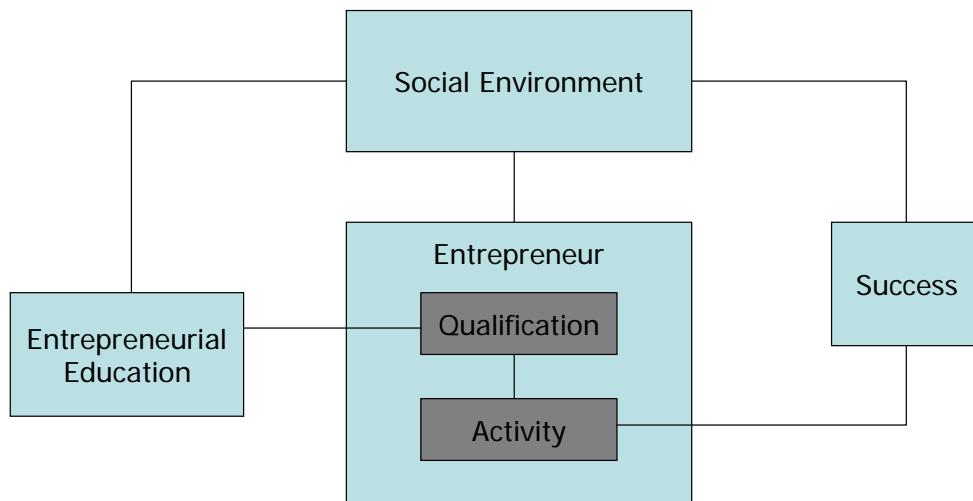 Social Environment
Entrepreneur
Success
Qualification
Entrepreneurial
Education
Activity